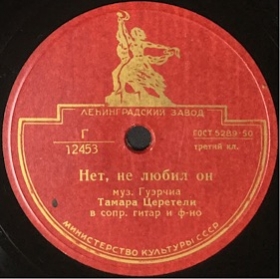 ЛЕНИНГРАДСКИЙ ЗАВОД
Г
12453
ГОСТ 5289-50
третий кл.
Нет, не любил он
муз. Гуэрчиа
Тамара Церетели
в сопр. гитар и ф-но
МИНИСТЕРСТВО КУЛЬТУРЫ СССР